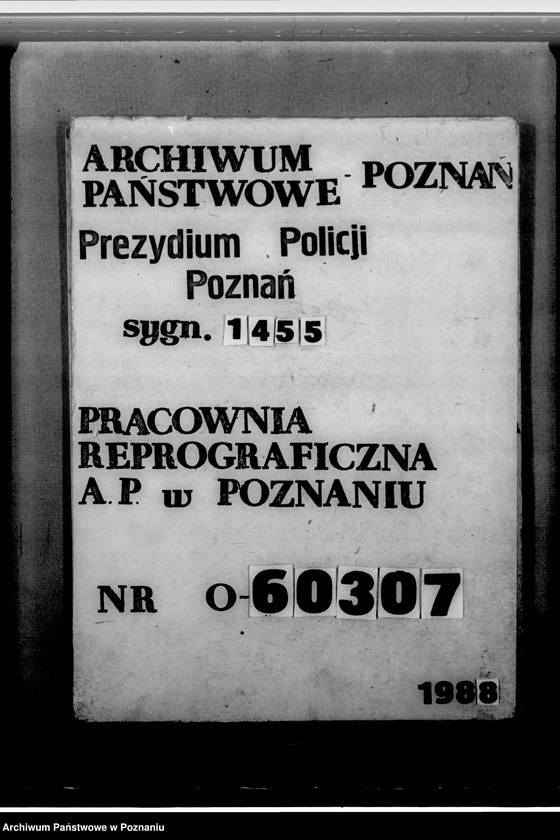 ARCHIWUM
PAŃSTWOWE - POZNAŃ
Prezydium Policji
Poznań
sygn. 1455
PRACOWNIA
REPROGRAFICZNA
A.P. w POZNANIU
NR O-60307
1988
Archiwum Państwowe w Poznaniu